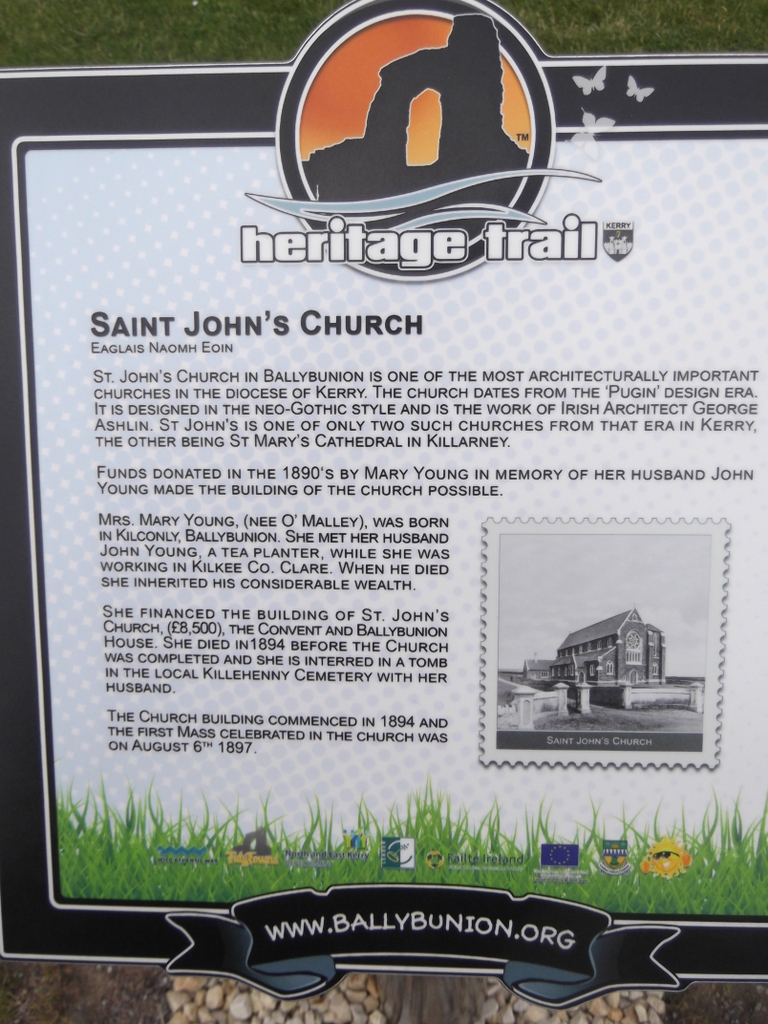 TM
heritage trail
KERRY
SAINT JOHN'S CHURCH
EAGLAIS NAOMH EOIN
ST. JOHN'S CHURCH IN BALLYBUNION IS ONE OF THE MOST ARCHITECTURALLY IMPORTANT
CHURCHES IN THE DIOCESE OF KERRY. THE CHURCH DATES FROM THE 'PUGIN' DESIGN ERA.
IT IS DESIGNED IN THE NEO-GOTHIC STYLE AND IS THE WORK OF IRISH ARCHITECT GEORGE
ASHLIN. ST JOHN'S IS ONE OF ONLY TWO SUCH CHURCHES FROM THAT ERA IN KERRY,
THE OTHER BEING ST MARY'S CATHEDRAL IN KILLARNEY.
FUNDS DONATED IN THE 1890'S BY MARY YOUNG IN MEMORY OF HER HUSBAND JOHN
YOUNG MADE THE BUILDING OF THE CHURCH POSSIBLE.
MRS. MARY YOUNG, (NEE O' MALLEY), WAS BORN
IN KILCONLY, BALLYBUNION. SHE MET HER HUSBAND
JOHN YOUNG, A TEA PLANTER, WHILE SHE WAS
WORKING IN KILKEE CO. CLARE. WHEN HE DIED
SHE INHERITED HIS CONSIDERABLE WEALTH.
SHE FINANCED THE BUILDING OF ST. JOHN'S
CHURCH, (£8,500), THE CONVENT AND BALLYBUNION
HOUSE. SHE DIED IN1894 BEFORE THE CHURCH
WAS COMPLETED AND SHE IS INTERRED IN A TOMB
IN THE LOCAL KILLEHENNY CEMETERY WITH HER
HUSBAND.
THE CHURCH BUILDING COMMENCED IN 1894 AND
THE FIRST MASS CELEBRATED IN THE CHURCH WAS
ON AUGUST 6TH 1897.
SAINT JOHN'S CHURCH
North and East Kerry
Fáilte Ireland
WWW.BALLYBUNION.ORG